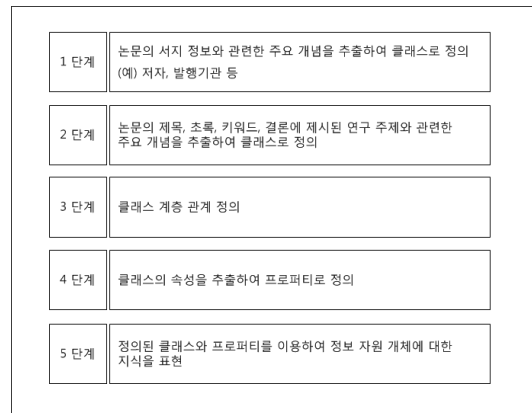 1 단계
논문의 서지 정보와 관련한 주요 개념을 추출하여 클래스로 정의
(예) 저자, 발행기관 등
2 단계
논문의 제목, 초록, 키워드, 결론에 제시된 연구 주제와 관련한
주요 개념을 추출하여 클래스로 정의
3 단계
클래스 계층 관계 정의
4 단계
클래스의 속성을 추출하여 프로퍼티로 정의
5 단계
정의된 클래스와 프로퍼티를 이용하여 정보 자원 개체에 대한
지식을 표현